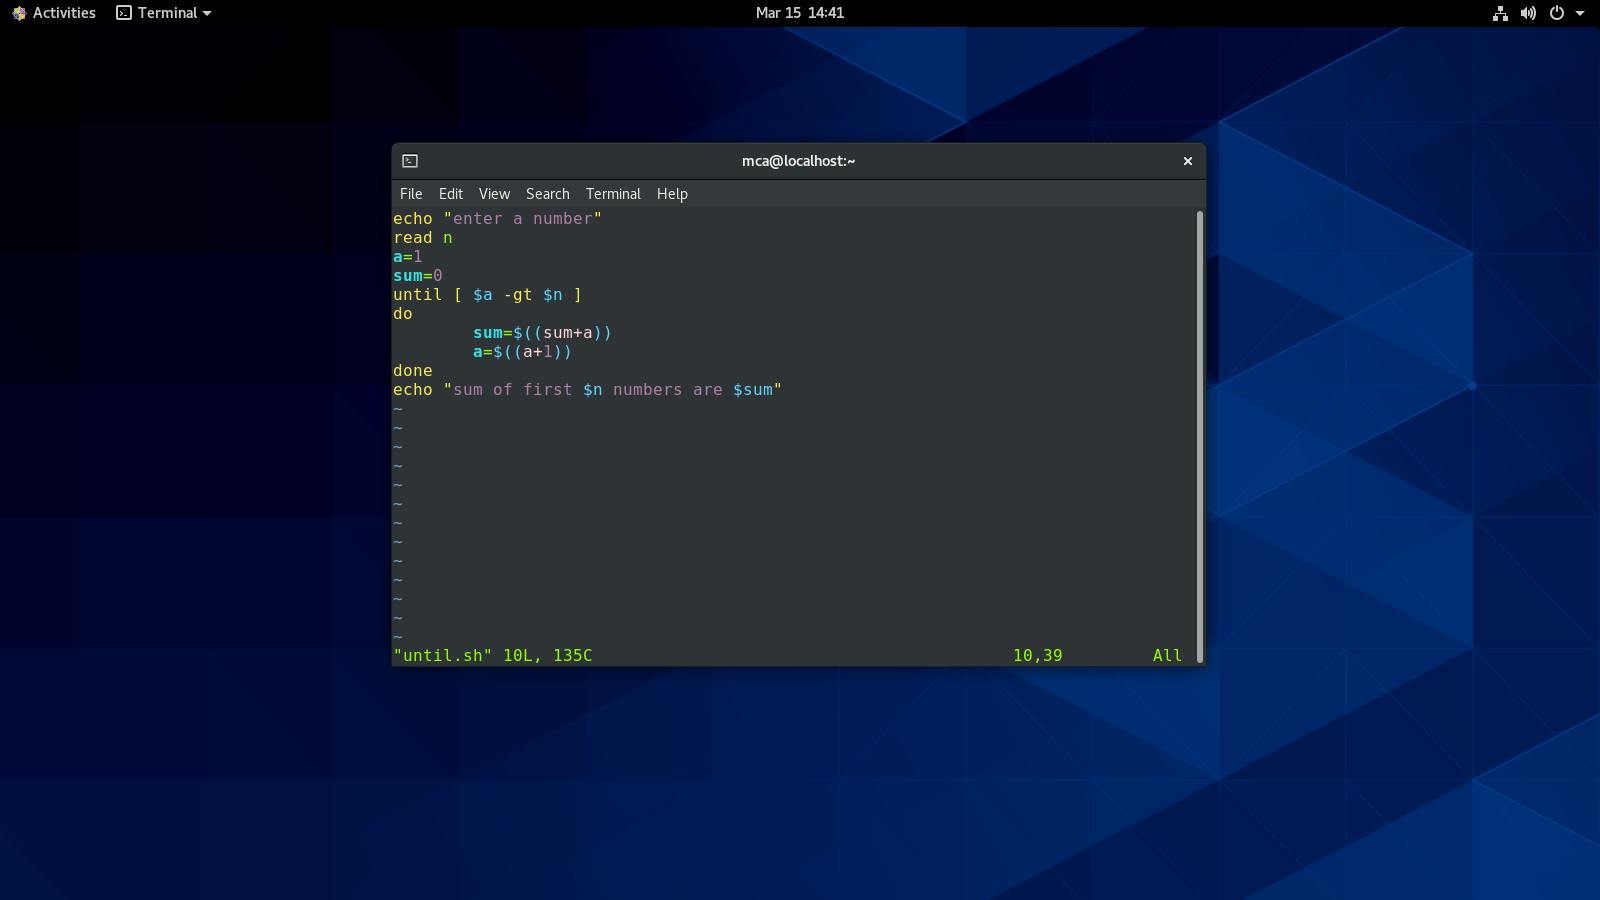 Activities Terminal Mar 15 14:41
mca@localhost:~
File Edit View Search Terminal Help
echo "enter a number"
read n
a=1
sum=0
until [ $a -gt $n ]
do
        sum=$((sum+a))
        a=$((a+1))
done
echo "sum of first $n numbers are $sum"
~
~
~
~
~
~
~
~
~
~
~
~
~
"until.sh" 10L, 135C 10,39 All